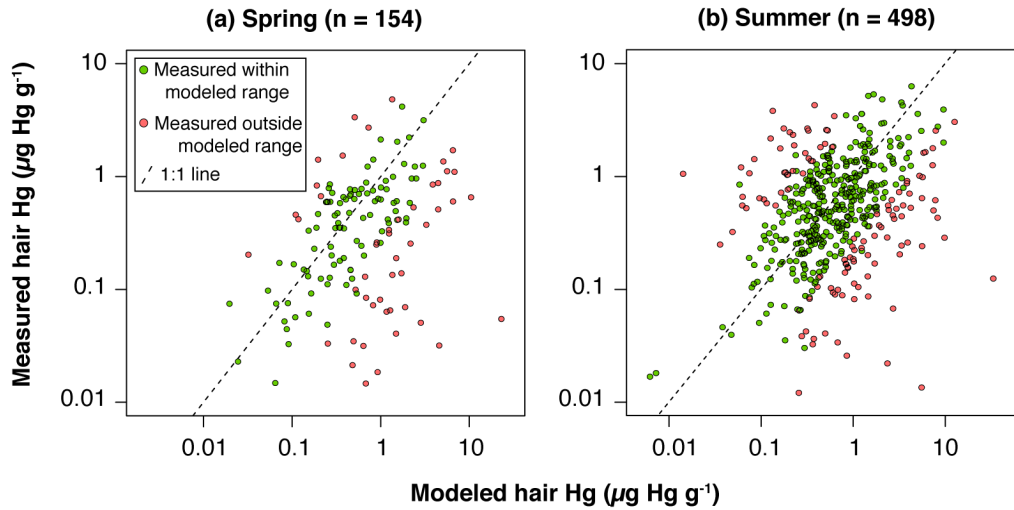 (a) Spring (n = 154)
(b) Summer (n = 498)
Measured hair Hg (µg Hg g-1)
10
1
0.1
0.01
Measured within
modeled range
Measured outside
modeled range
1:1 line
0.01 0.1 1 10
10
1
0.1
0.01
0.01 0.1 1 10
Modeled hair Hg (µg Hg g-1)